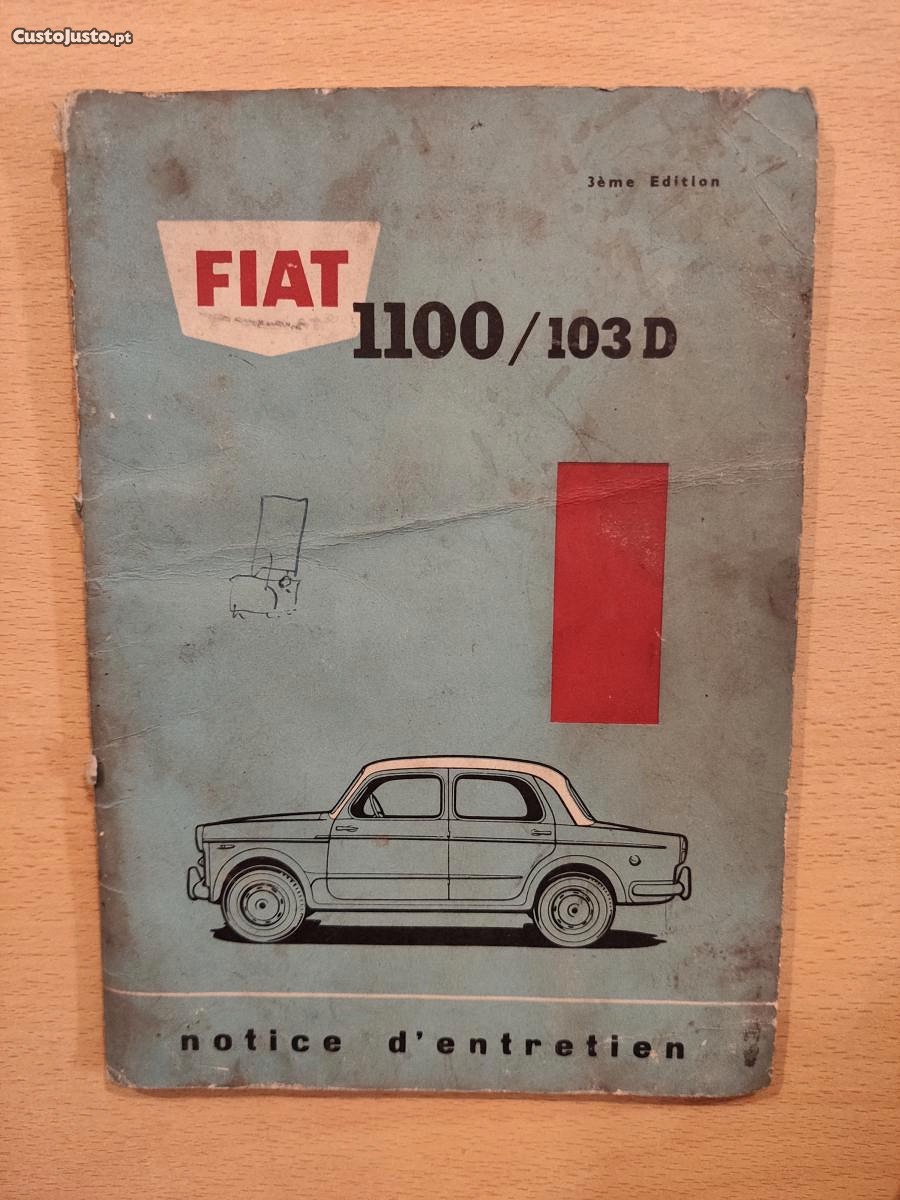 CustoJusto.pt
3ème Edition
FIAT
1100/103 D
notice d'entretien